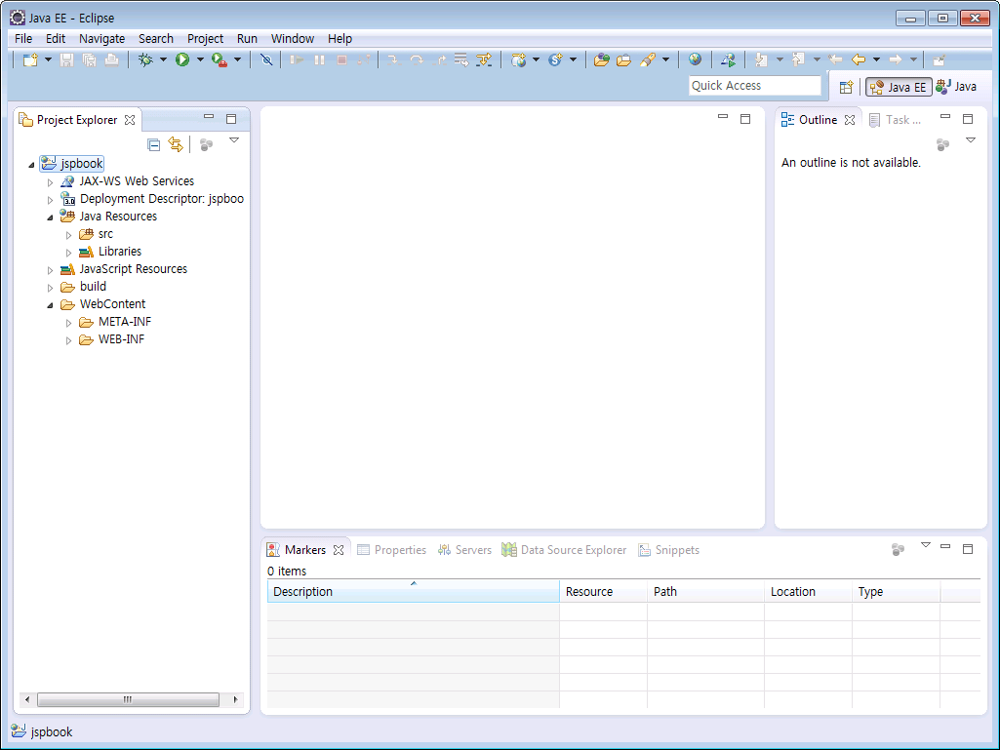 Java EE - Eclipse
File Edit Navigate Search Project Run Window Help
Quick Access
Java EE
Java
Project Explorer
jspbook
JAX-WS Web Services
3.0
Deployment Descriptor: jspboo
Java Resources
src
Libraries
JavaScript Resources
build
WebContent
META-INF
WEB-INF
Outline
Task ...
An outline is not available.
Markers Properties Servers Data Source Explorer Snippets
0 items
Description Resource Path Location Type
jspbook